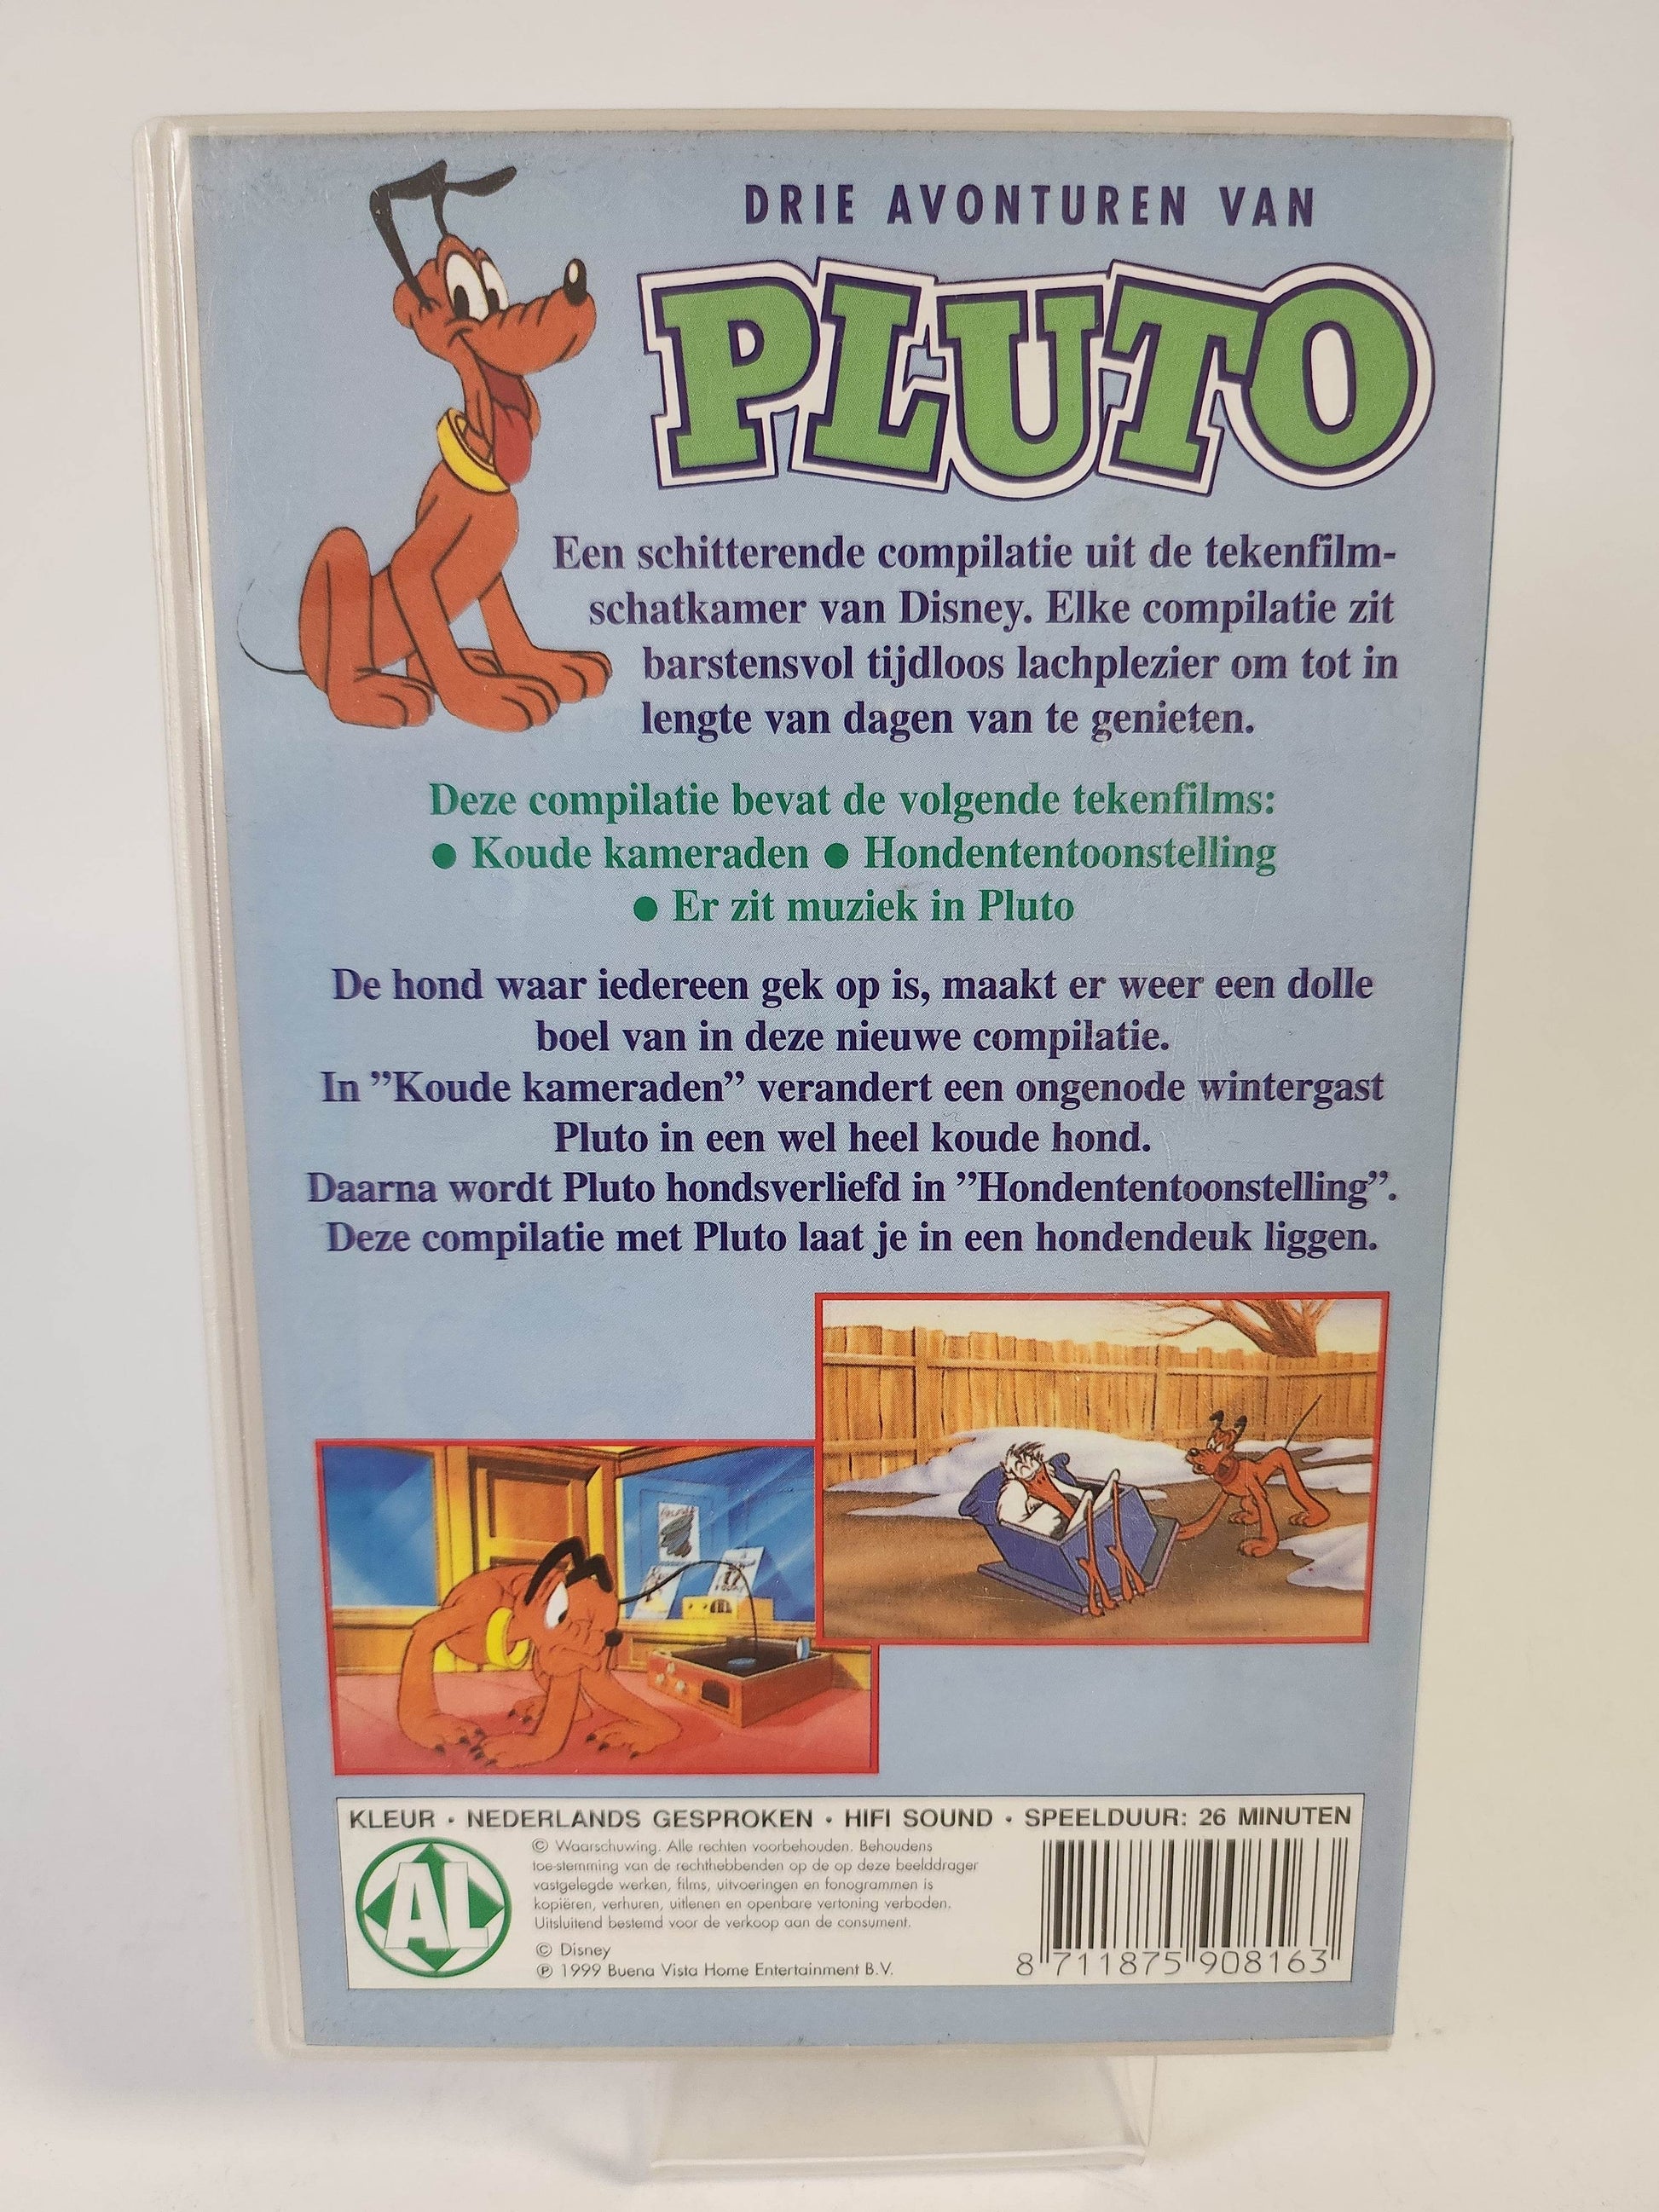 DRIE AVONTUREN VAN
PLUTO
Een schitterende compilatie uit de tekenfilm-
schatkamer van Disney. Elke compilatie zit
barstensvol tijdloos lachplezier om tot in
lengte van dagen van te genieten.
Deze compilatie bevat de volgende tekenfilms:
● Koude kameraden ● Hondententoonstelling
● Er zit muziek in Pluto
De hond waar iedereen gek op is, maakt er weer een dolle
boel van in deze nieuwe compilatie.
In ”Koude kameraden” verandert een ongenode wintergast
Pluto in een wel heel koude hond.
Daarna wordt Pluto hondsverliefd in ”Hondententoonstelling”.
Deze compilatie met Pluto laat je in een hondendeuk liggen.
KLEUR • NEDERLANDS GESPROKEN • HIFI SOUND • SPEELDUUR: 26 MINUTEN
AL
© Waarschuwing. Alle rechten voorbehouden. Behoudens
toe-stemming van de rechthebbenden op de op deze beelddrager
vastgelegde werken, films, uitvoeringen en fonogrammen is
kopiëren, verhuren, uitlenen en openbare vertoning verboden.
Uitsluitend bestemd voor de verkoop aan de consument.
© Disney
℗ 1999 Buena Vista Home Entertainment B.V.
8 711875 908163